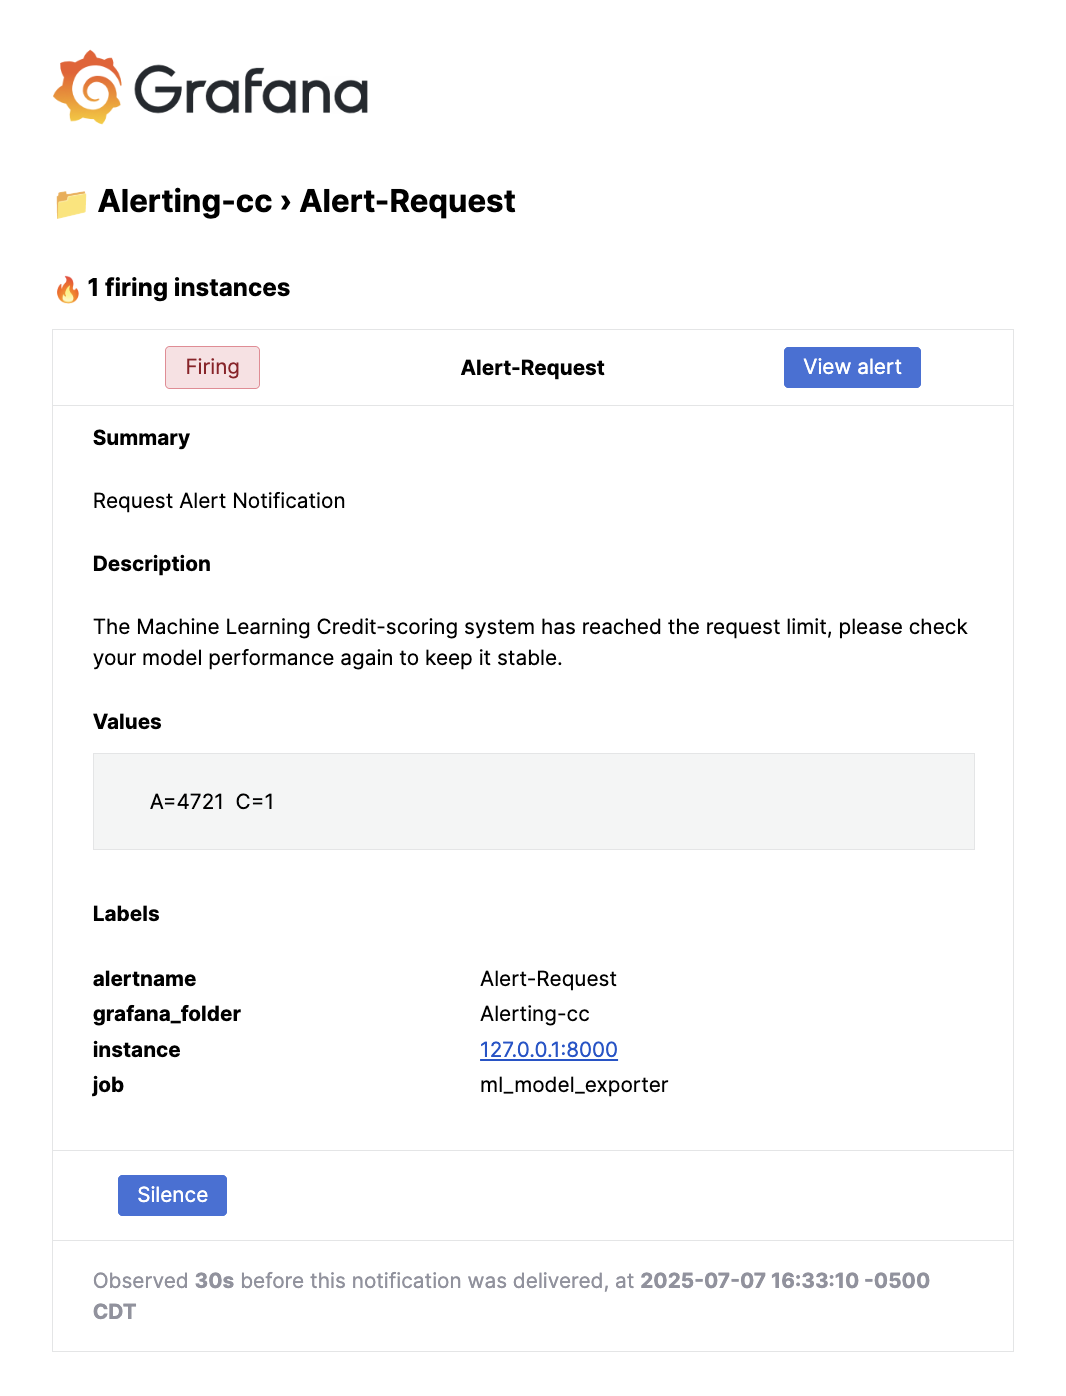 Grafana
📁 Alerting-cc › Alert-Request
🔥 1 firing instances
Firing
Alert-Request
View alert
Summary
Request Alert Notification
Description
The Machine Learning Credit-scoring system has reached the request limit, please check
your model performance again to keep it stable.
Values
A=4721 C=1
Labels
alertname Alert-Request
grafana_folder Alerting-cc
instance 127.0.0.1:8000
job ml_model_exporter
Silence
Observed 30s before this notification was delivered, at 2025-07-07 16:33:10 -0500
CDT